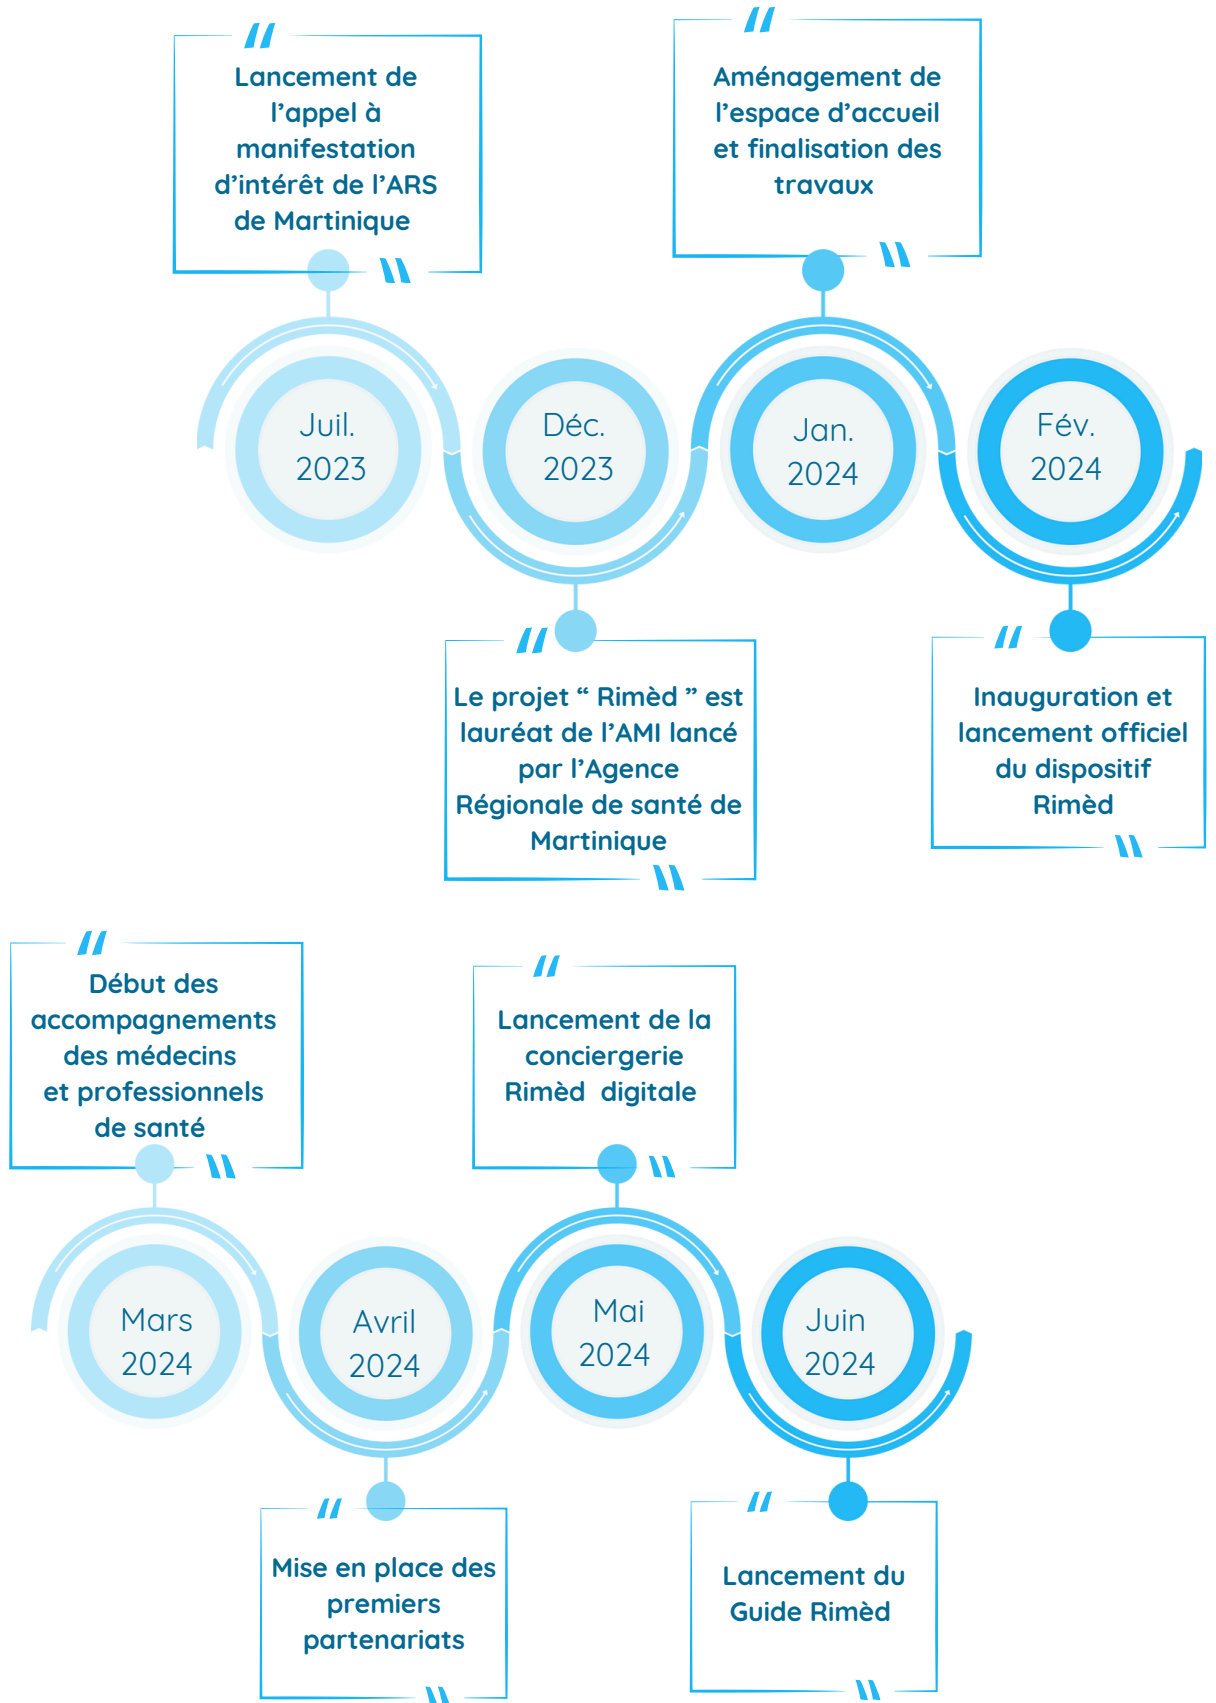 Lancement de
l’appel à
manifestation
d’intérêt de l’ARS
de Martinique
Aménagement de
l’espace d’accueil
et finalisation des
travaux
Juil.
2023
Déc.
2023
Jan.
2024
Fév.
2024
Le projet “ Rimèd ” est
lauréat de l’AMI lancé
par l’Agence
Régionale de santé de
Martinique
Inauguration et
lancement officiel
du dispositif
Rimèd
Début des
accompagnements
des médecins
et professionnels
de santé
Lancement de la
conciergerie
Rimèd digitale
Mars
2024
Avril
2024
Mai
2024
Juin
2024
Mise en place des
premiers
partenariats
Lancement du
Guide Rimèd